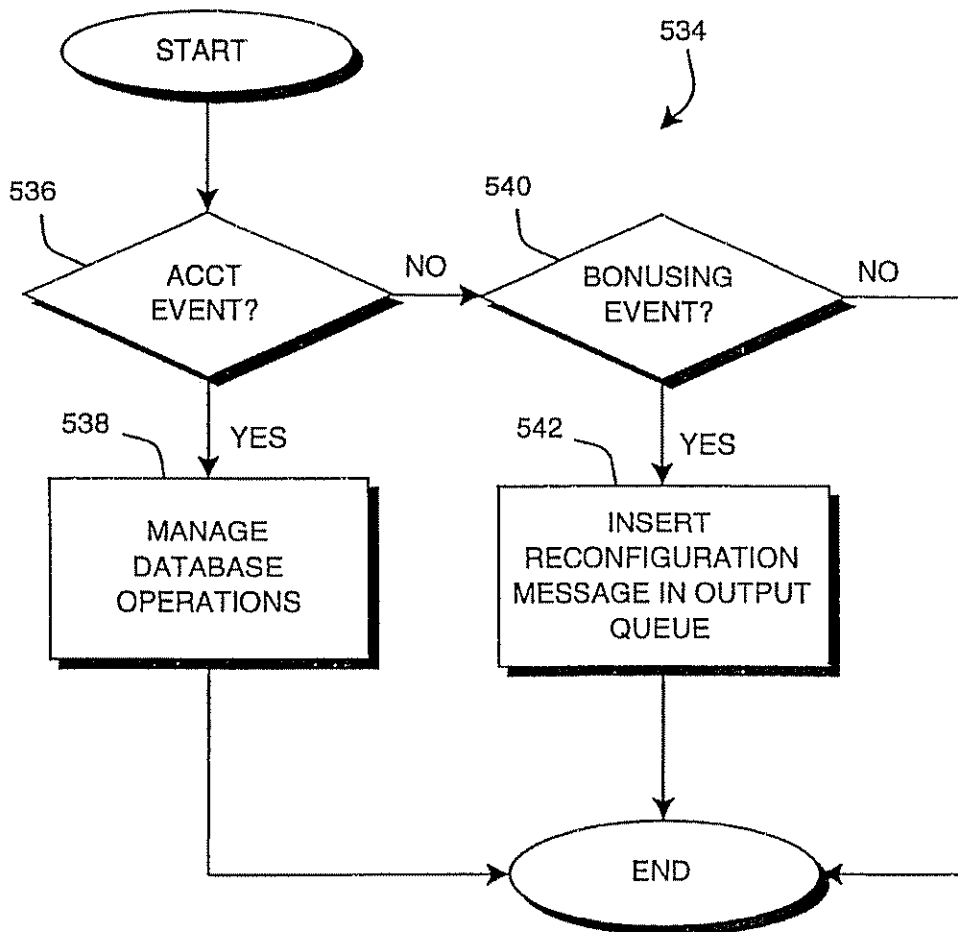 START
534
536
ACCT
EVENT?
NO
540
BONUSING
EVENT?
NO
538
YES
MANAGE
DATABASE
OPERATIONS
542
YES
INSERT
RECONFIGURATION
MESSAGE IN OUTPUT
QUEUE
END